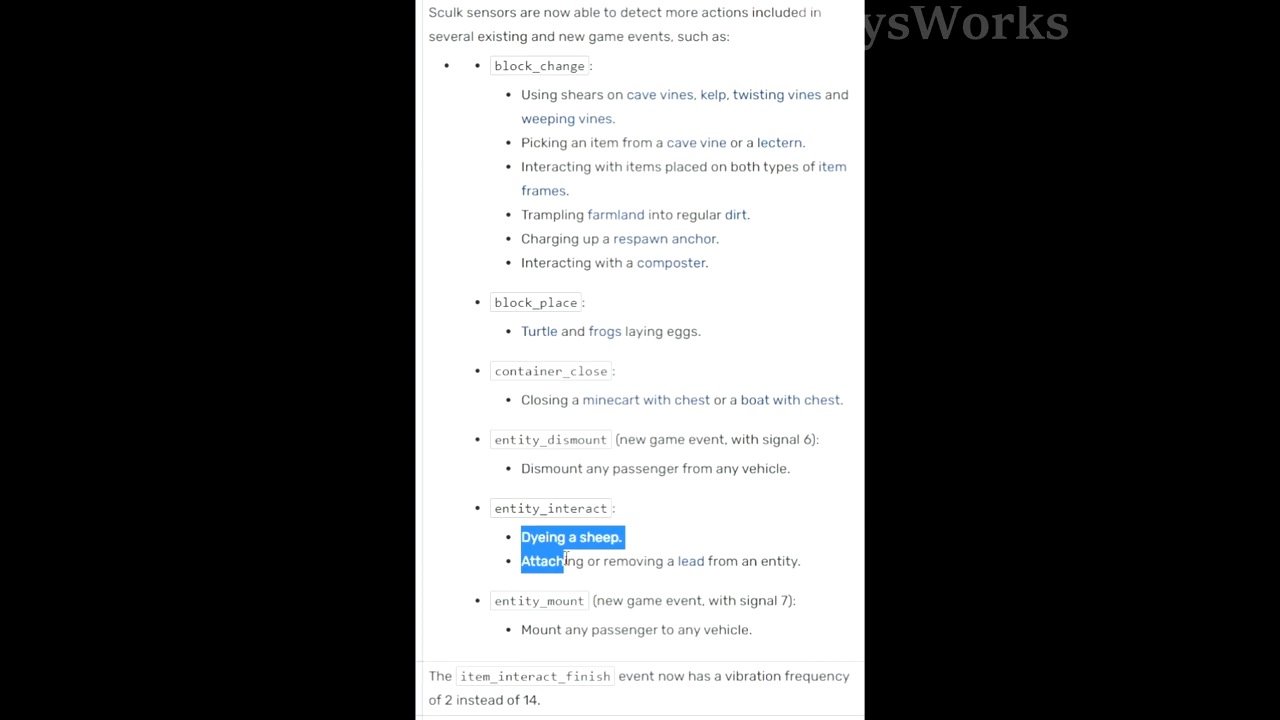 ysWorks
Sculk sensors are now able to detect more actions included in
several existing and new game events, such as:
• • block_change:
• Using shears on cave vines, kelp, twisting vines and
weeping vines.
• Picking an item from a cave vine or a lectern.
• Interacting with items placed on both types of item
frames.
• Trampling farmland into regular dirt.
• Charging up a respawn anchor.
• Interacting with a composter.
• block_place:
• Turtle and frogs laying eggs.
• container_close:
• Closing a minecart with chest or a boat with chest.
• entity_dismount (new game event, with signal 6):
• Dismount any passenger from any vehicle.
• entity_interact:
• Dyeing a sheep.
• Attaching or removing a lead from an entity.
• entity_mount (new game event, with signal 7):
• Mount any passenger to any vehicle.
The item_interact_finish event now has a vibration frequency
of 2 instead of 14.